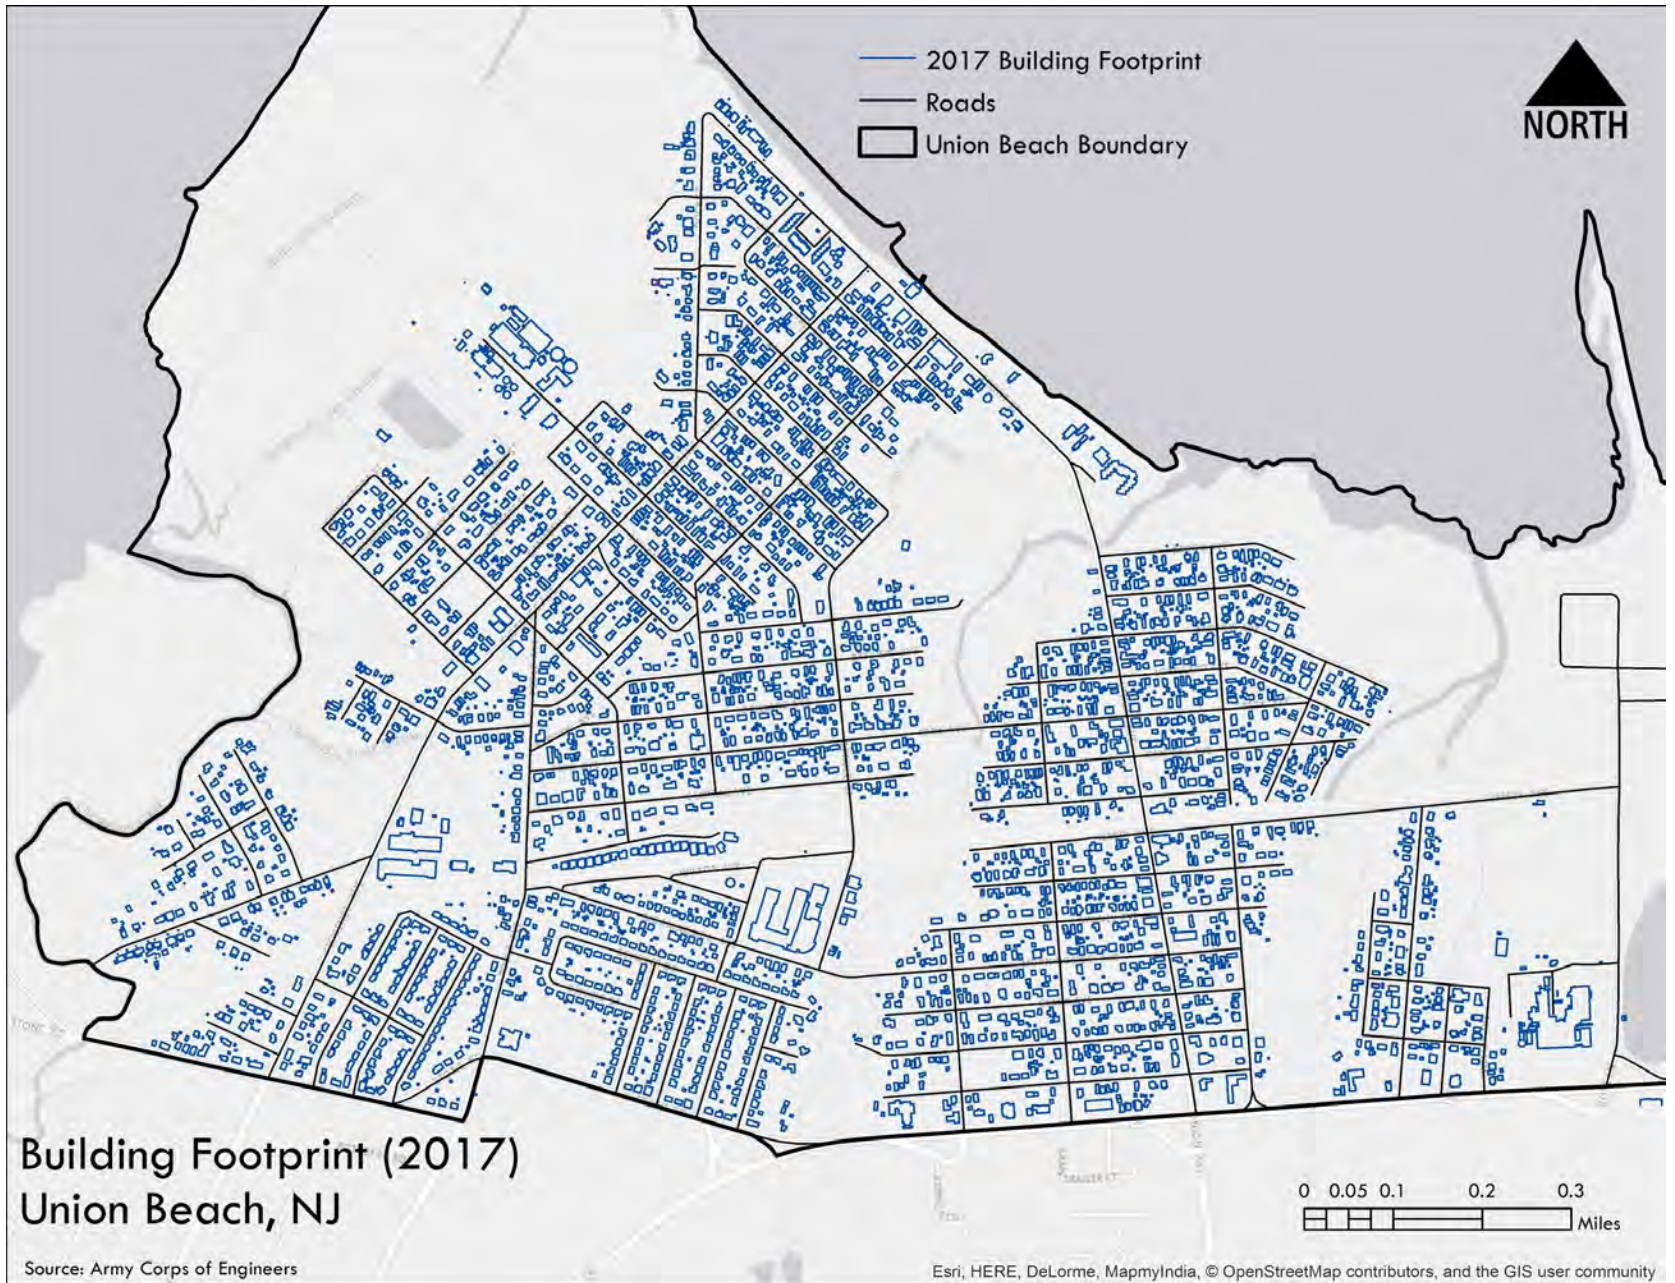 2017 Building Footprint
Roads
Union Beach Boundary
NORTH
Building Footprint (2017)
Union Beach, NJ
0 0.05 0.1 0.2 0.3
Miles
Source: Army Corps of Engineers
Esri, HERE, DeLorme, MapmyIndia, © OpenStreetMap contributors, and the GIS user community